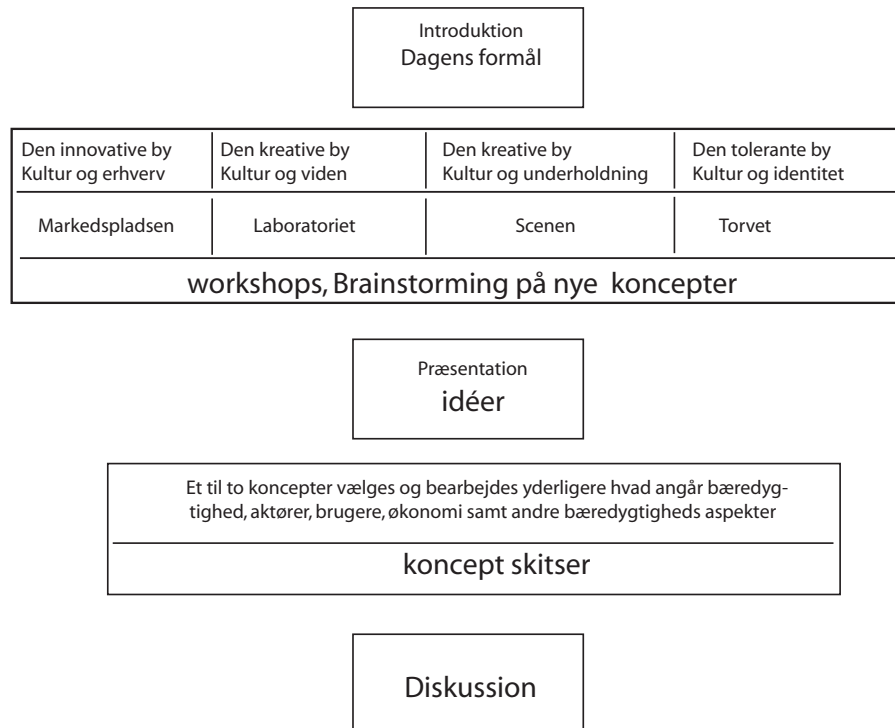 Introduktion
Dagens formål
Den innovative by
Kultur og erhverv
Den kreative by
Kultur og viden
Den kreative by
Kultur og underholdning
Den tolerante by
Kultur og identitet
Markedspladsen
Laboratoriet
Scenen
Torvet
workshops, Brainstorming på nye koncepter
Præsentation
idéer
Et til to koncepter vælges og bearbejdes yderligere hvad angår bæredyg-
tighed, aktører, brugere, økonomi samt andre bæredygtigheds aspekter
koncept skitser
Diskussion